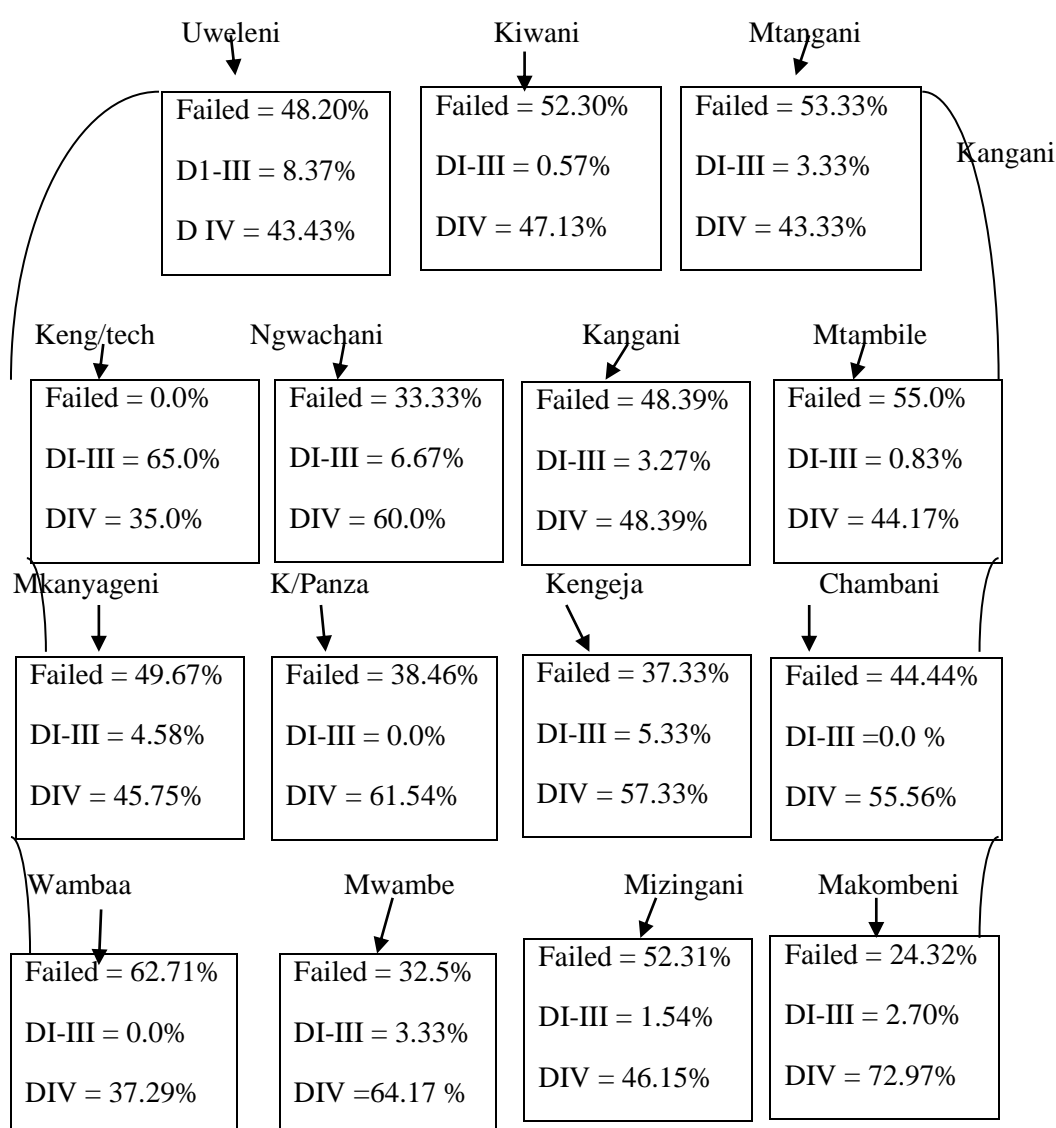 Uweleni
Failed = 48.20%
D1-III = 8.37%
D IV = 43.43%
Kiwani
Failed = 52.30%
DI-III = 0.57%
DIV = 47.13%
Mtangani
Failed = 53.33%
DI-III = 3.33%
DIV = 43.33%
Kangani
Keng/tech
Failed = 0.0%
DI-III = 65.0%
DIV = 35.0%
Ngwachani
Failed = 33.33%
DI-III = 6.67%
DIV = 60.0%
Kangani
Failed = 48.39%
DI-III = 3.27%
DIV = 48.39%
Mtambile
Failed = 55.0%
DI-III = 0.83%
DIV = 44.17%
Mkanyageni
Failed = 49.67%
DI-III = 4.58%
DIV = 45.75%
K/Panza
Failed = 38.46%
DI-III = 0.0%
DIV = 61.54%
Kengeja
Failed = 37.33%
DI-III = 5.33%
DIV = 57.33%
Chambani
Failed = 44.44%
DI-III =0.0 %
DIV = 55.56%
Wambaa
Failed = 62.71%
DI-III = 0.0%
DIV = 37.29%
Mwambe
Failed = 32.5%
DI-III = 3.33%
DIV =64.17 %
Mizingani
Failed = 52.31%
DI-III = 1.54%
DIV = 46.15%
Makombeni
Failed = 24.32%
DI-III = 2.70%
DIV = 72.97%